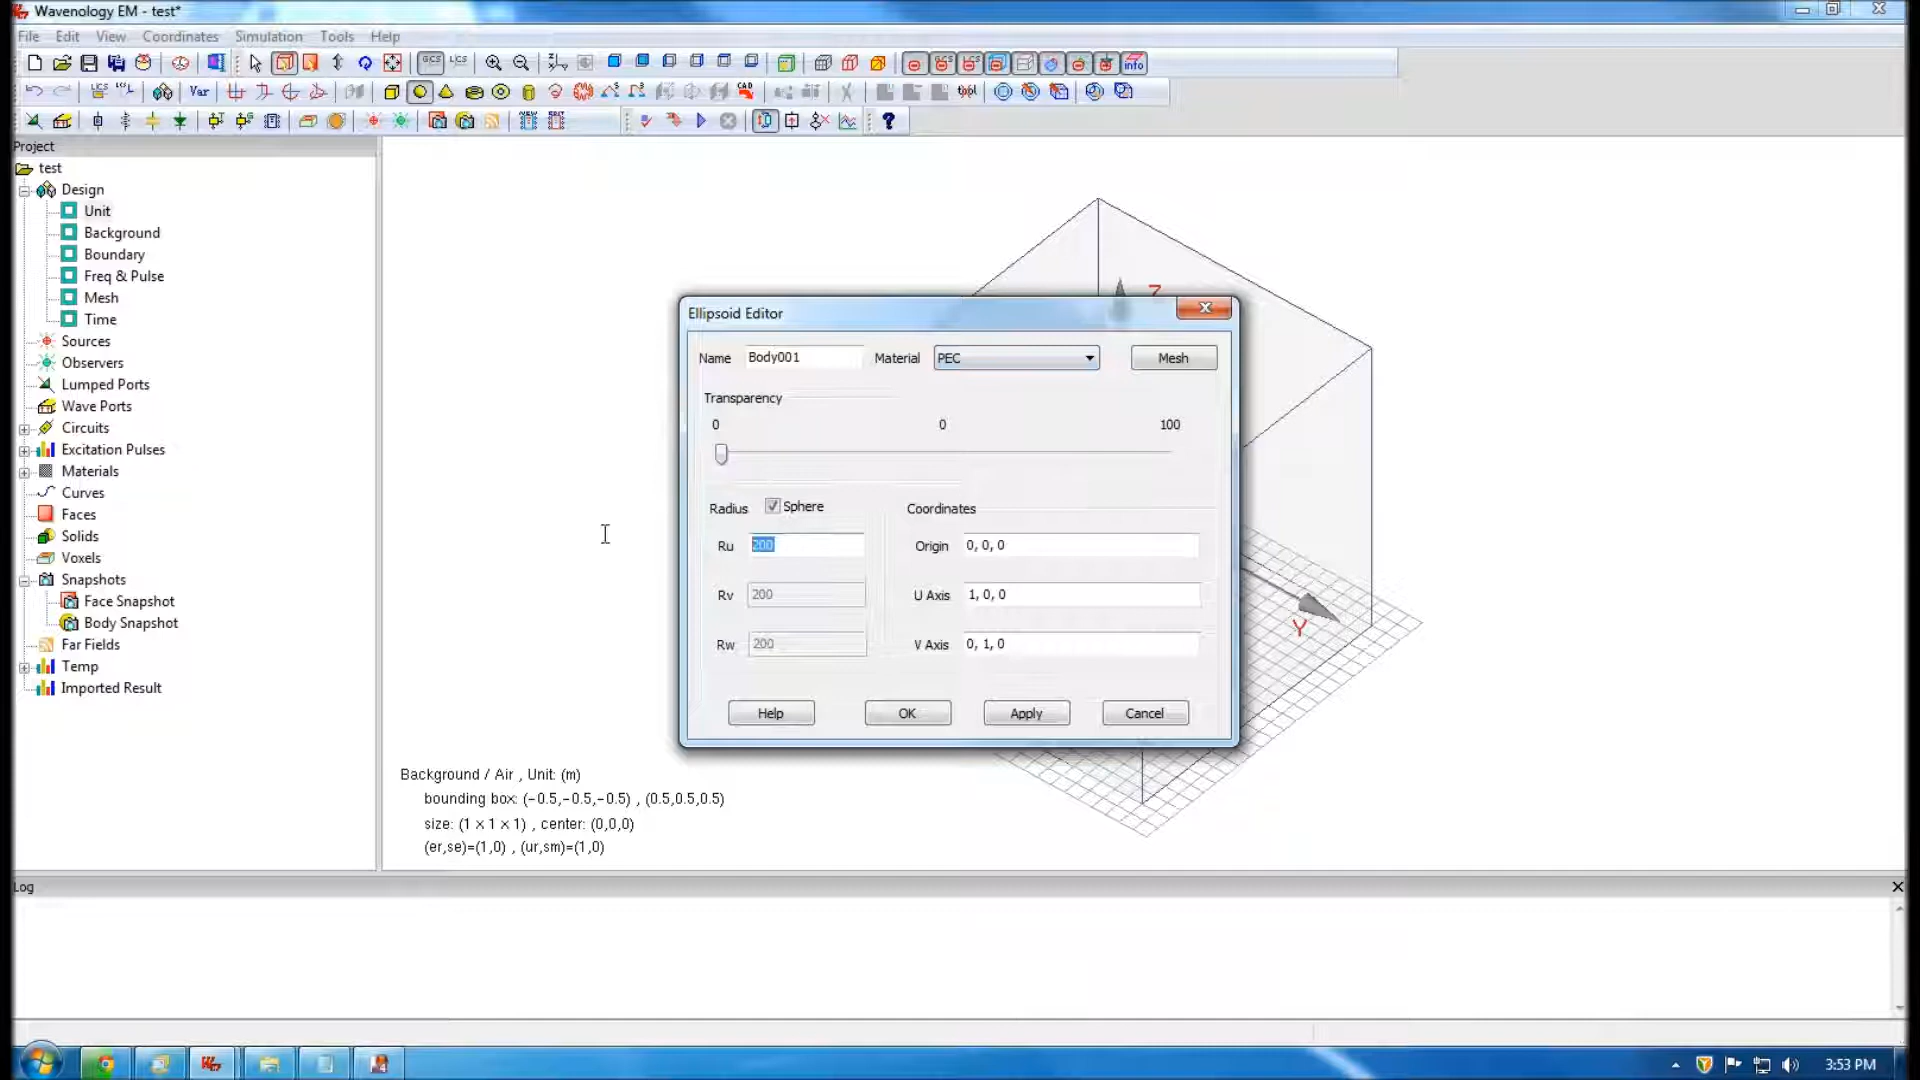 Wavenology EM - test*
File Edit View Coordinates Simulation Tools Help
GCS LCS info
Var CAD
Project
test
Design
Unit
Background
Boundary
Freq & Pulse
Mesh
Time
Sources
Observers
Lumped Ports
Wave Ports
Circuits
Excitation Pulses
Materials
Curves
Faces
Solids
Voxels
Snapshots
Face Snapshot
Body Snapshot
Far Fields
Temp
Imported Result
Z
Y
Ellipsoid Editor
Name Body001 Material PEC Mesh
Transparency
0 0 100
Radius Sphere Coordinates
Ru 200 Origin 0, 0, 0
Rv 200 U Axis 1, 0, 0
Rw 200 V Axis 0, 1, 0
Help OK Apply Cancel
Background / Air , Unit: (m)
bounding box: (-0.5,-0.5,-0.5) , (0.5,0.5,0.5)
size: (1 × 1 × 1) , center: (0,0,0)
(er,se)=(1,0) , (ur,sm)=(1,0)
Log
3:53 PM